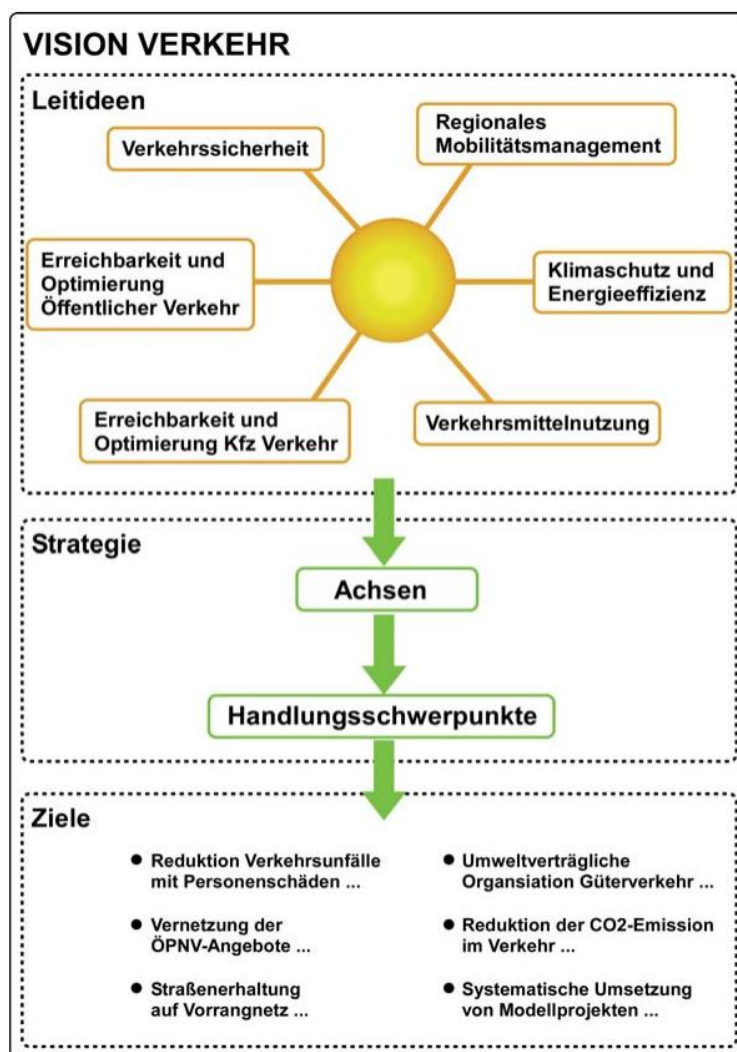 VISION VERKEHR
Leitideen
Verkehrssicherheit
Regionales
Mobilitätsmanagement
Erreichbarkeit und
Optimierung
Öffentlicher Verkehr
Klimaschutz und
Energieeffizienz
Erreichbarkeit und
Optimierung Kfz Verkehr
Verkehrsmittelnutzung
Strategie
Achsen
Handlungsschwerpunkte
Ziele
● Reduktion Verkehrsunfälle
mit Personenschäden ...
● Vernetzung der
ÖPNV-Angebote ...
● Straßenerhaltung
auf Vorrangnetz ...
● Umweltverträgliche
Organsiation Güterverkehr ...
● Reduktion der CO2-Emission
im Verkehr ...
● Systematische Umsetzung
von Modellprojekten ...